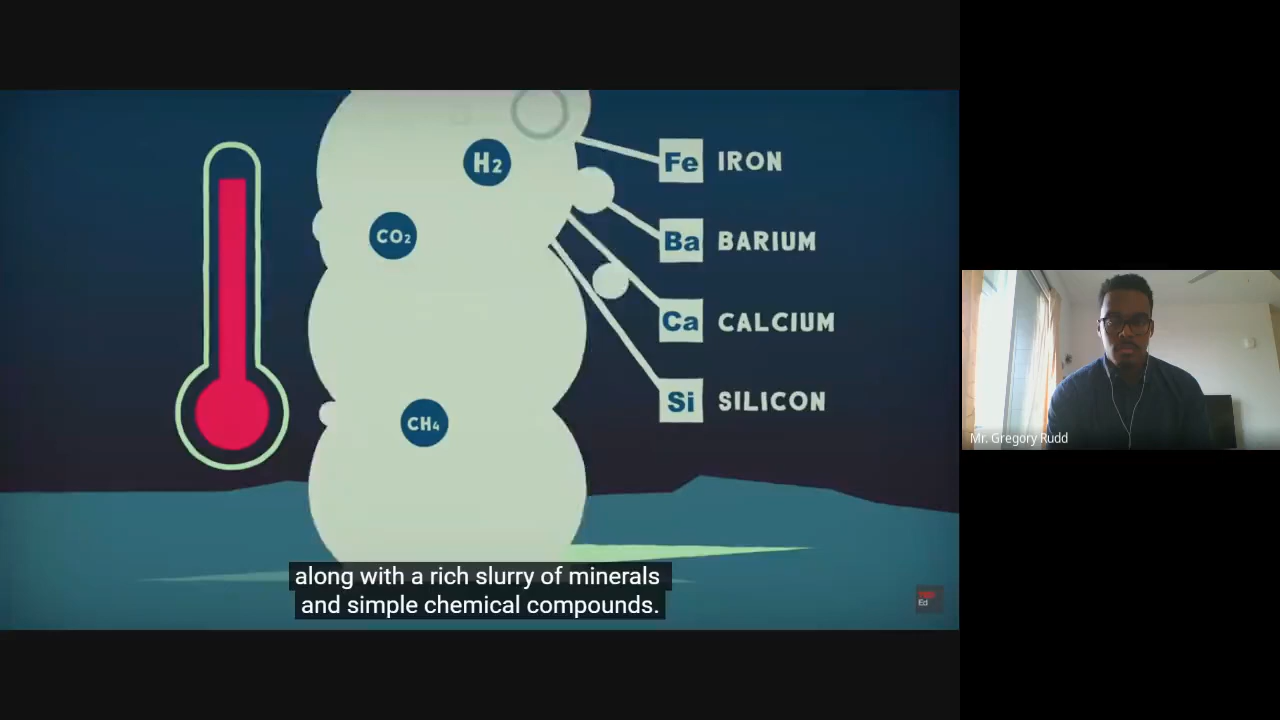 H2
CO2
CH4
Fe IRON
Ba BARIUM
Ca CALCIUM
Si SILICON
along with a rich slurry of minerals
and simple chemical compounds.
Ed
Mr. Gregory Rudd